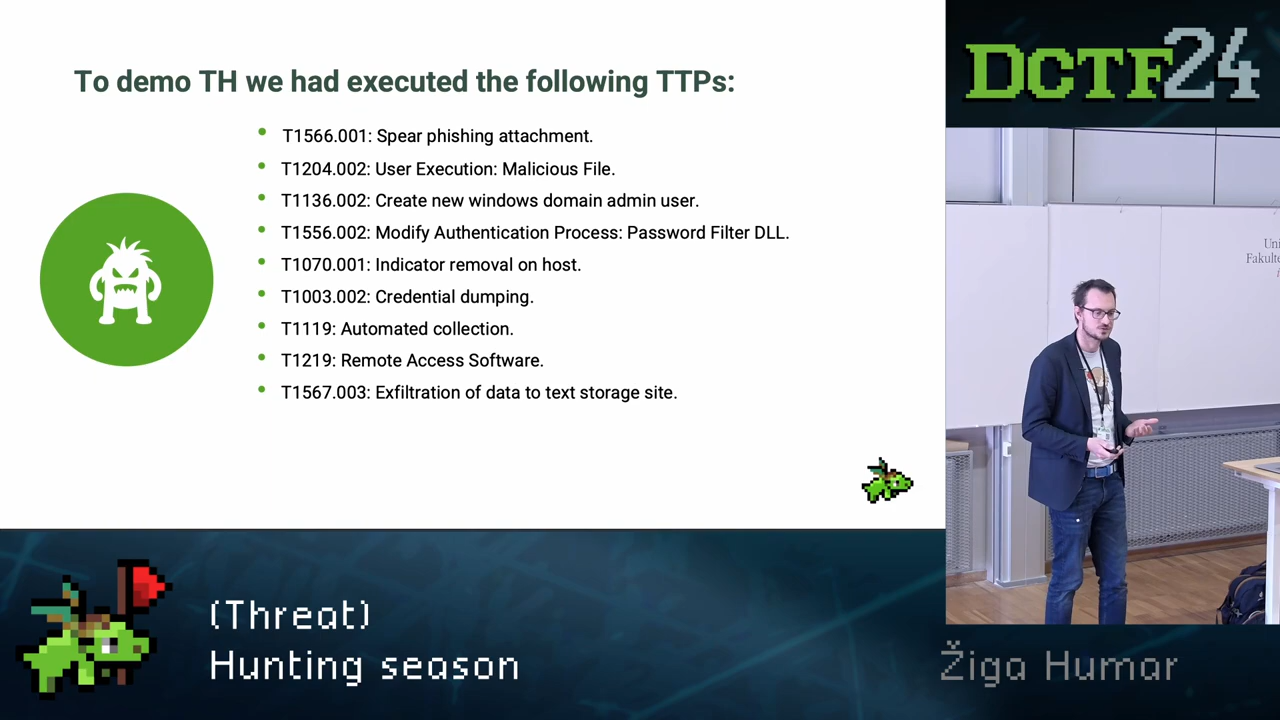 To demo TH we had executed the following TTPs:
• T1566.001: Spear phishing attachment.
• T1204.002: User Execution: Malicious File.
• T1136.002: Create new windows domain admin user.
• T1556.002: Modify Authentication Process: Password Filter DLL.
• T1070.001: Indicator removal on host.
• T1003.002: Credential dumping.
• T1119: Automated collection.
• T1219: Remote Access Software.
• T1567.003: Exfiltration of data to text storage site.
DCTF24
Uni
Fakulte
(Threat)
Hunting season
Žiga Humar